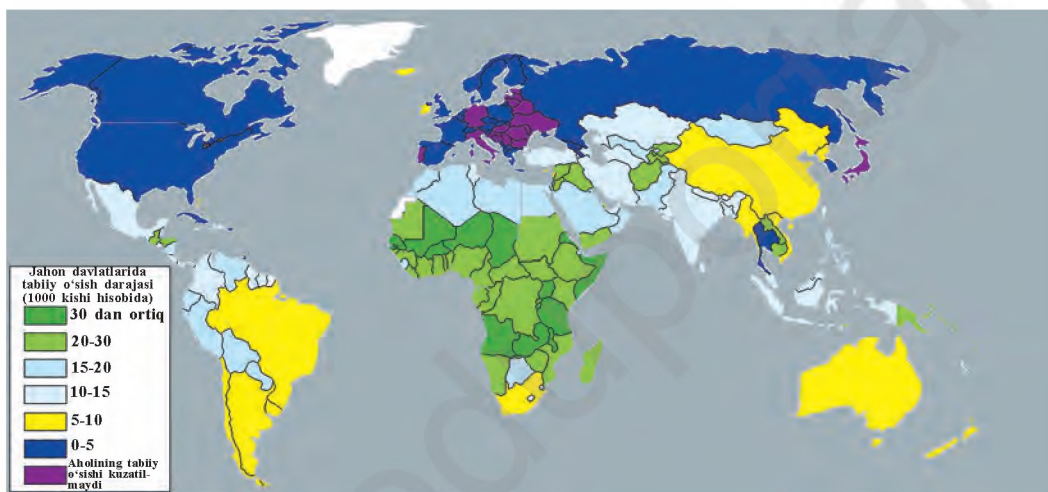 Jahon davlatlarida
tabiiy o‘sish darajasi
(1000 kishi hisobida)
30 dan ortiq
20-30
15-20
10-15
5-10
0-5
Aholining tabiiy
o‘sishi kuzatil-
maydi